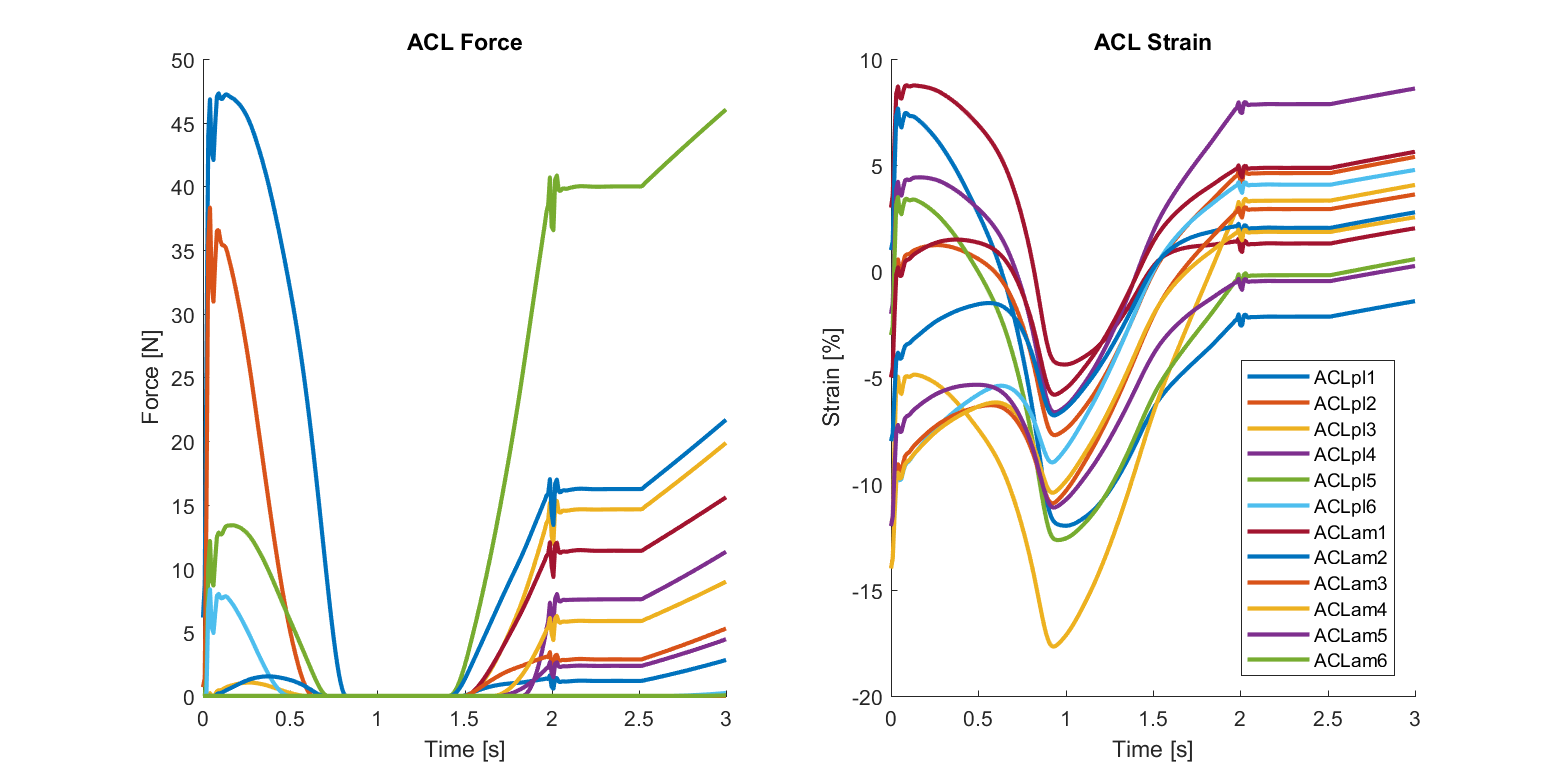 ACL Force
50
45
40
35
30
25
20
15
10
5
0
Force [N]
0 0.5 1 1.5 2 2.5 3
Time [s]
ACL Strain
10
5
0
-5
-10
-15
-20
Strain [%]
0 0.5 1 1.5 2 2.5 3
Time [s]
ACLpl1
ACLpl2
ACLpl3
ACLpl4
ACLpl5
ACLpl6
ACLam1
ACLam2
ACLam3
ACLam4
ACLam5
ACLam6